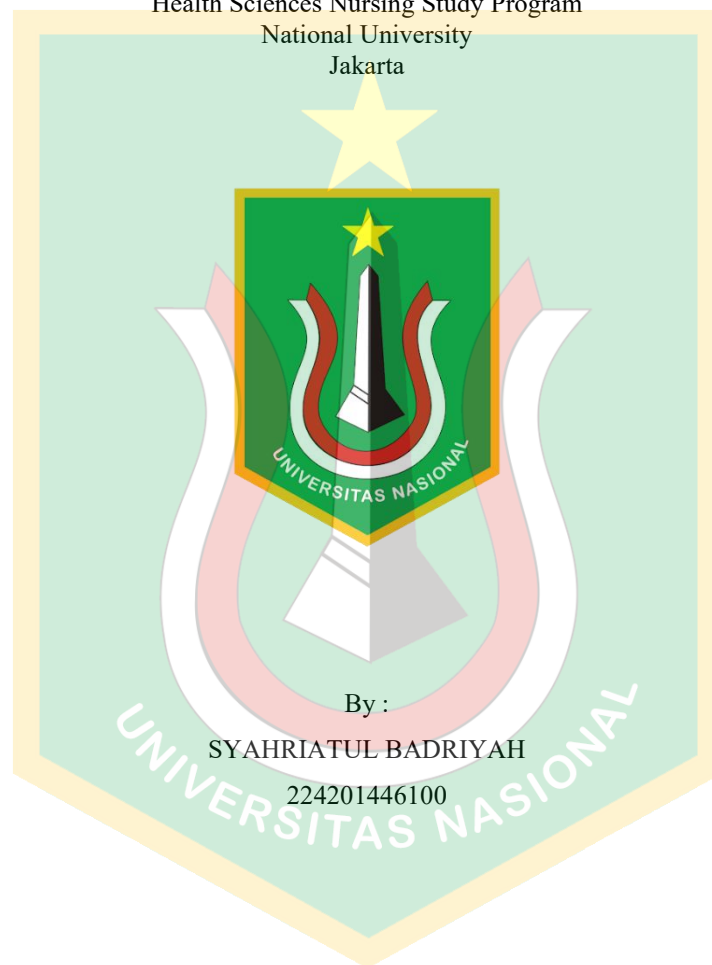 Health Sciences Nursing Study Program
National University
Jakarta
UNIVERSITAS NASIONAL
By :
SYAHRIATUL BADRIYAH
224201446100
UNIVERSITAS NASIONAL